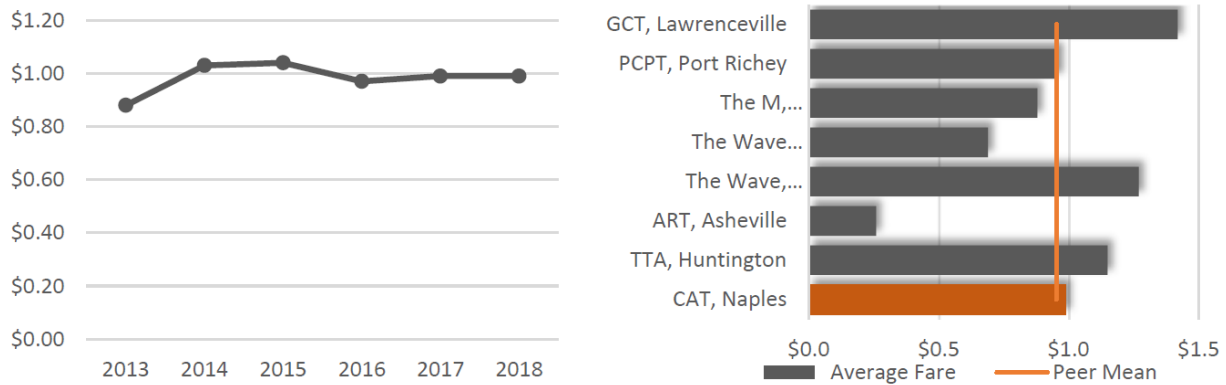 $1.20
$1.00
$0.80
$0.60
$0.40
$0.20
$0.00
2013 2014 2015 2016 2017 2018
GCT, Lawrenceville
PCPT, Port Richey
The M,...
The Wave...
The Wave,...
ART, Asheville
TTA, Huntington
CAT, Naples
$0.0 $0.5 $1.0 $1.5
Average Fare Peer Mean